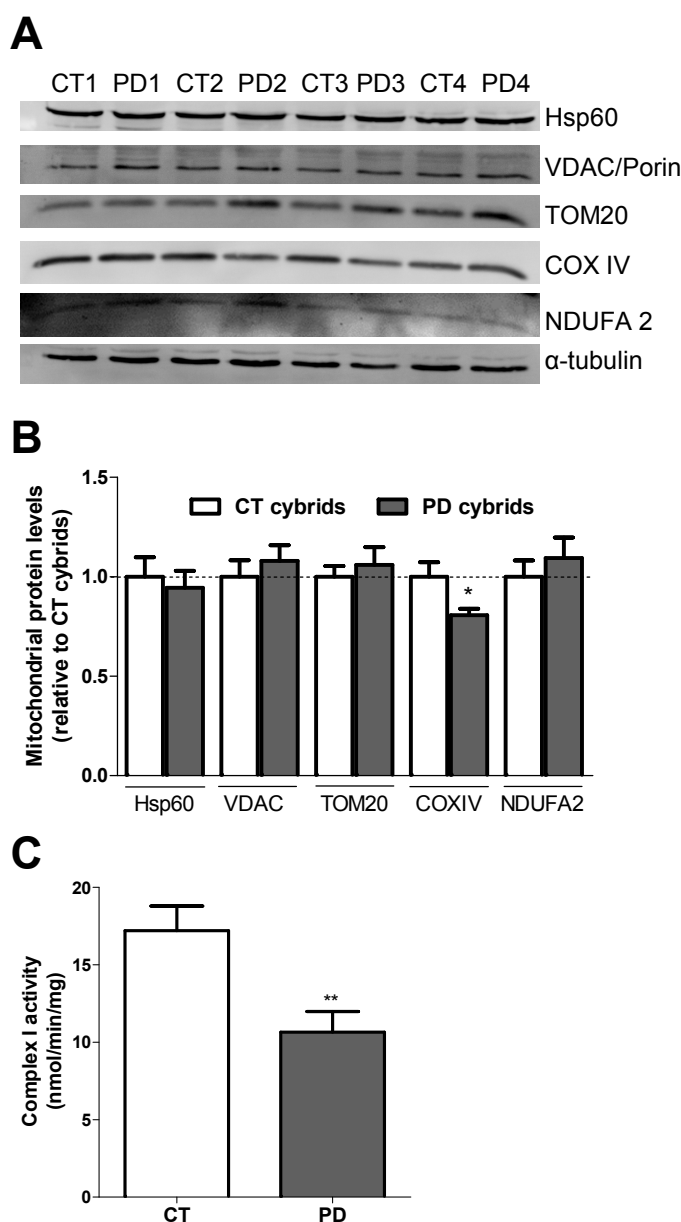 A
CT1 PD1 CT2 PD2 CT3 PD3 CT4 PD4
Hsp60
VDAC/Porin
TOM20
COX IV
NDUFA 2
α-tubulin
B
Mitochondrial protein levels
(relative to CT cybrids)
1.5
1.0
0.5
0.0
CT cybrids PD cybrids
*
Hsp60 VDAC TOM20 COXIV NDUFA2
C
Complex I activity
(nmol/min/mg)
20
15
10
5
0
**
CT PD